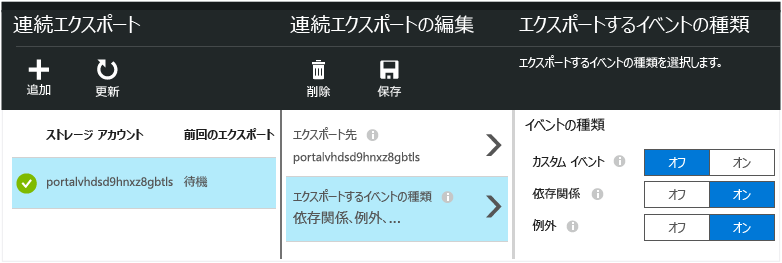 連続エクスポート
追加
更新
ストレージ アカウント
前回のエクスポート
portalvhdsd9hnxz8gbtls
待機
連続エクスポートの編集
削除
保存
エクスポート先
portalvhdsd9hnxz8gbtls
エクスポートするイベントの種類
依存関係、例外、...
エクスポートするイベントの種類
エクスポートするイベントの種類を選択します。
イベントの種類
カスタム イベント オフ オン
依存関係 オフ オン
例外 オフ オン